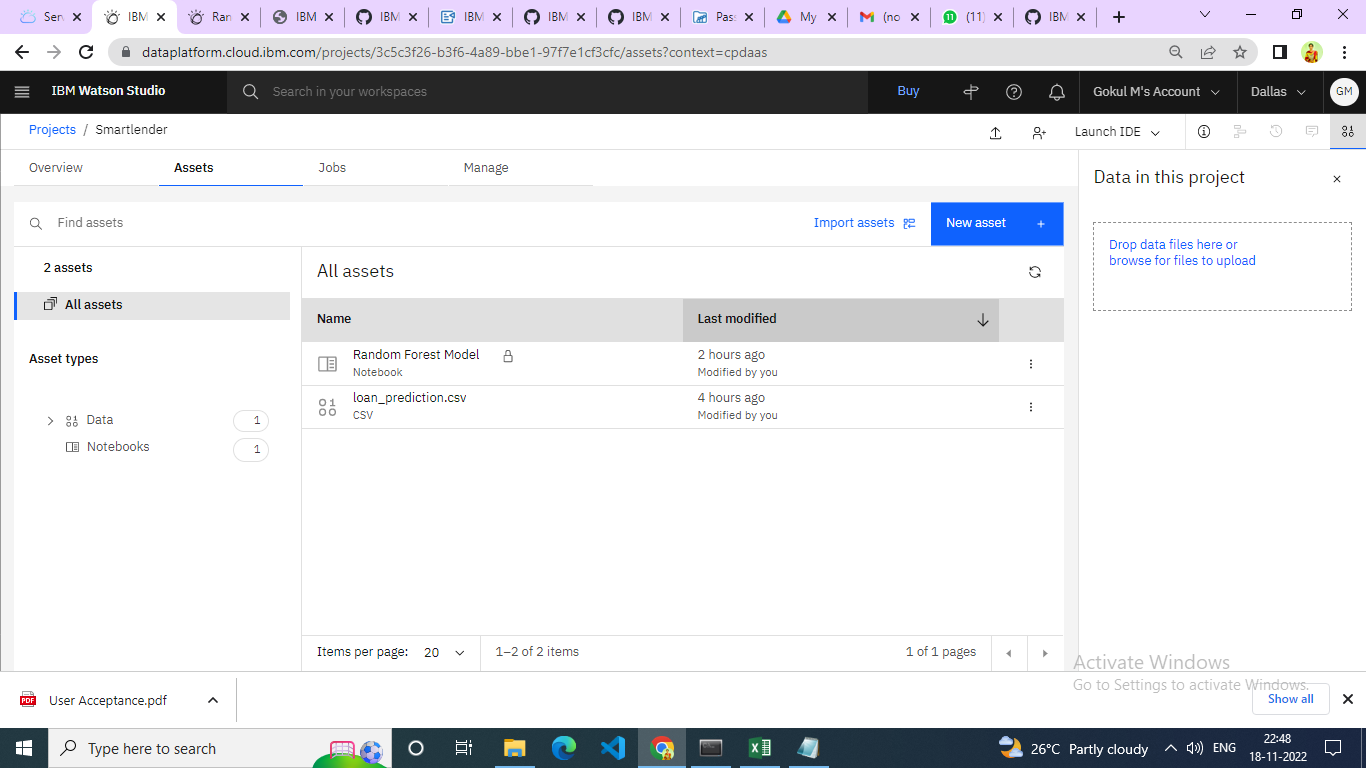 Serv
IBM
Ran
IBM
IBM
IBM
IBM
IBM
Pass
My
(no
(11)
IBM
dataplatform.cloud.ibm.com/projects/3c5c3f26-b3f6-4a89-bbe1-97f7e1cf3cfc/assets?context=cpdaas
IBM Watson Studio
Search in your workspaces
Buy
Gokul M's Account
Dallas
GM
Projects / Smartlender
Launch IDE
Overview
Assets
Jobs
Manage
Data in this project
Find assets
Import assets
New asset +
Drop data files here or
browse for files to upload
2 assets
All assets
All assets
Asset types
Data 1
Notebooks 1
Name
Last modified
Random Forest Model
Notebook
2 hours ago
Modified by you
loan_prediction.csv
CSV
4 hours ago
Modified by you
Items per page: 20
1–2 of 2 items
1 of 1 pages
Activate Windows
Go to Settings to activate Windows.
PDF
User Acceptance.pdf
Show all
Type here to search
26°C Partly cloudy
ENG
22:48
18-11-2022